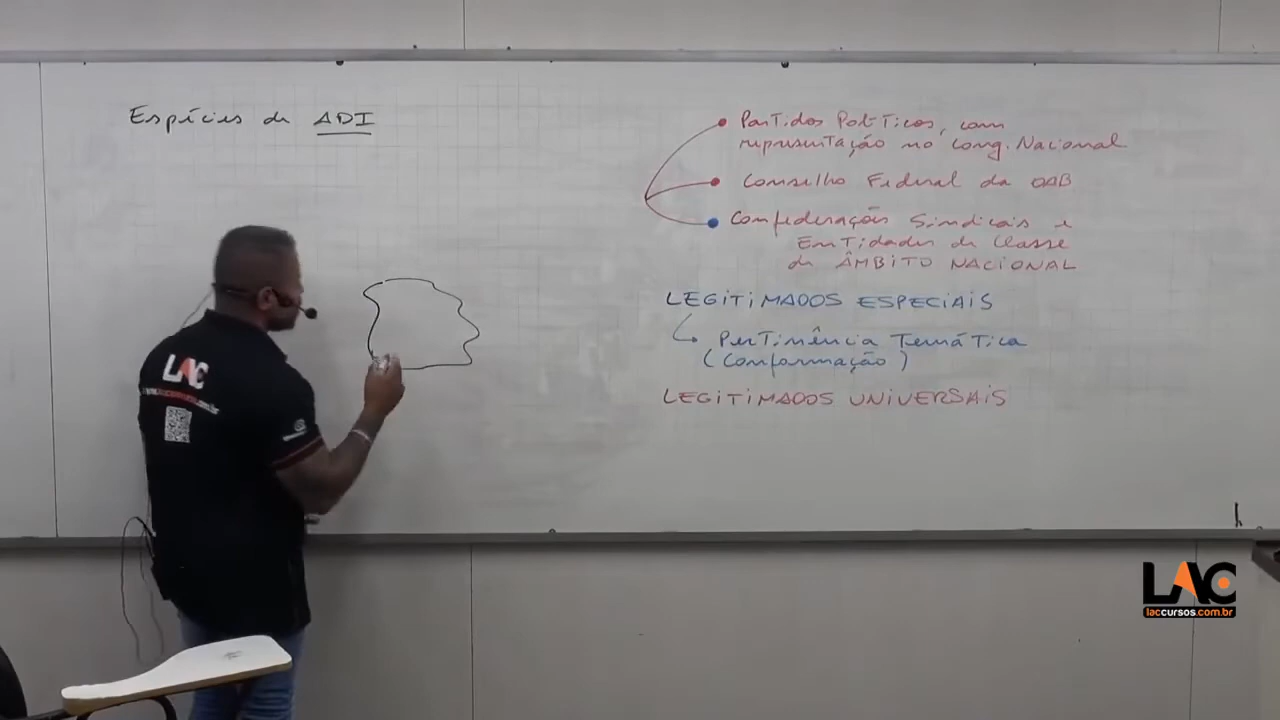 Espécies de ADI
Partidos Políticos, com
representação no Cong. Nacional
Conselho Federal da OAB
Confederações Sindicais e
Entidades de Classe
de ÂMBITO NACIONAL
LEGITIMADOS ESPECIAIS
Pertinência Temática
(Conformação)
LEGITIMADOS UNIVERSAIS
LAC
LAC
laccursos.com.br